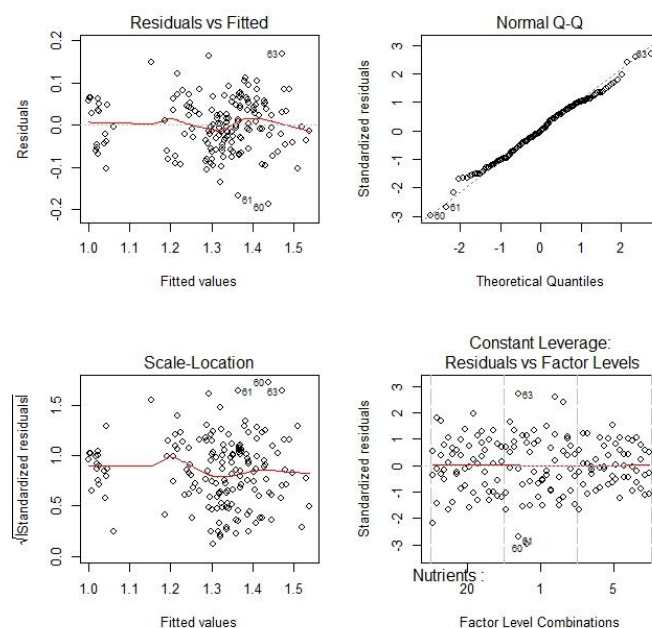 Residuals vs Fitted
Residuals
0.2
0.1
0.0
-0.1
-0.2
63
61
60
1.0 1.1 1.2 1.3 1.4 1.5
Fitted values
Normal Q-Q
Standardized residuals
3
2
1
0
-1
-2
-3
63
61
60
-2 -1 0 1 2
Theoretical Quantiles
Scale-Location
√|Standardized residuals|
1.5
1.0
0.5
0.0
60
61
63
1.0 1.1 1.2 1.3 1.4 1.5
Fitted values
Constant Leverage:
Residuals vs Factor Levels
Standardized residuals
3
2
1
0
-1
-2
-3
63
61
60
Nutrients :
20 1 5
Factor Level Combinations